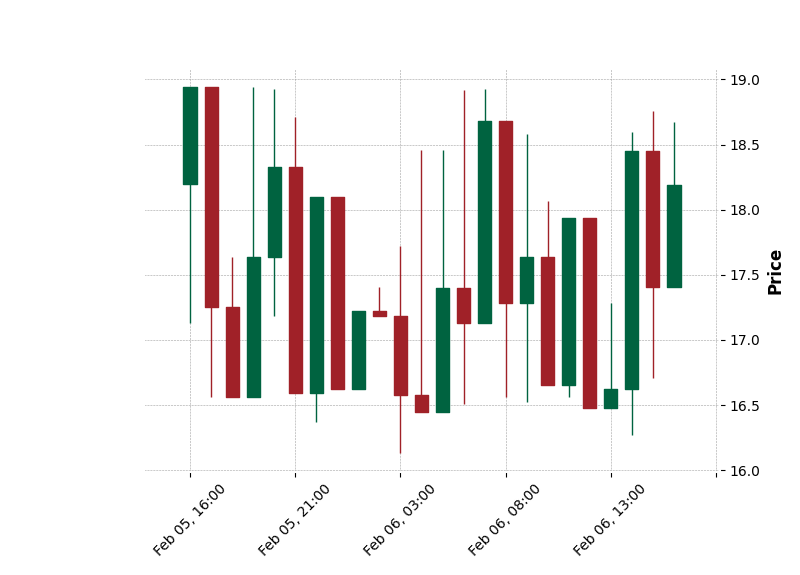 19.0
18.5
18.0
17.5
17.0
16.5
16.0
Price
Feb 05, 16:00
Feb 05, 21:00
Feb 06, 03:00
Feb 06, 08:00
Feb 06, 13:00